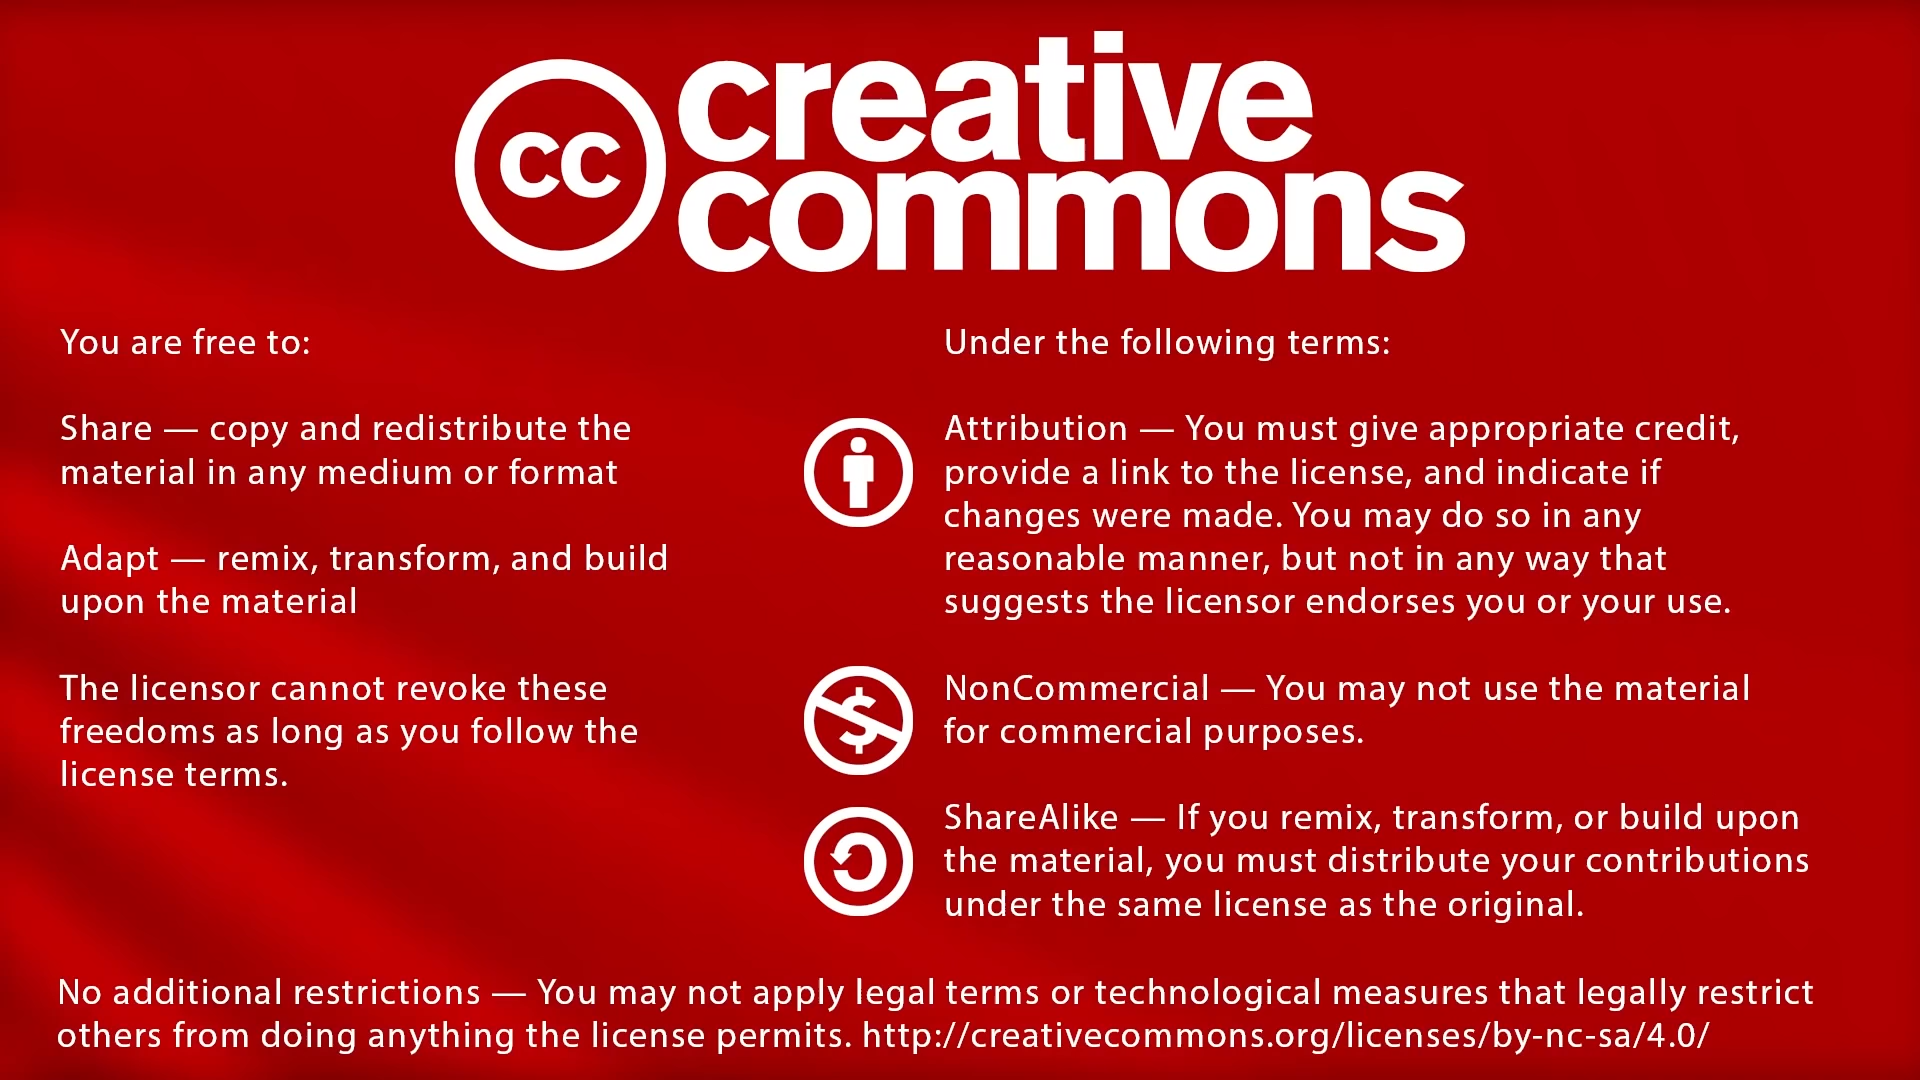 cc creative
commons
You are free to:
Share — copy and redistribute the
material in any medium or format
Adapt — remix, transform, and build
upon the material
The licensor cannot revoke these
freedoms as long as you follow the
license terms.
Under the following terms:
Attribution — You must give appropriate credit,
provide a link to the license, and indicate if
changes were made. You may do so in any
reasonable manner, but not in any way that
suggests the licensor endorses you or your use.
$
NonCommercial — You may not use the material
for commercial purposes.
ShareAlike — If you remix, transform, or build upon
the material, you must distribute your contributions
under the same license as the original.
No additional restrictions — You may not apply legal terms or technological measures that legally restrict
others from doing anything the license permits. http://creativecommons.org/licenses/by-nc-sa/4.0/